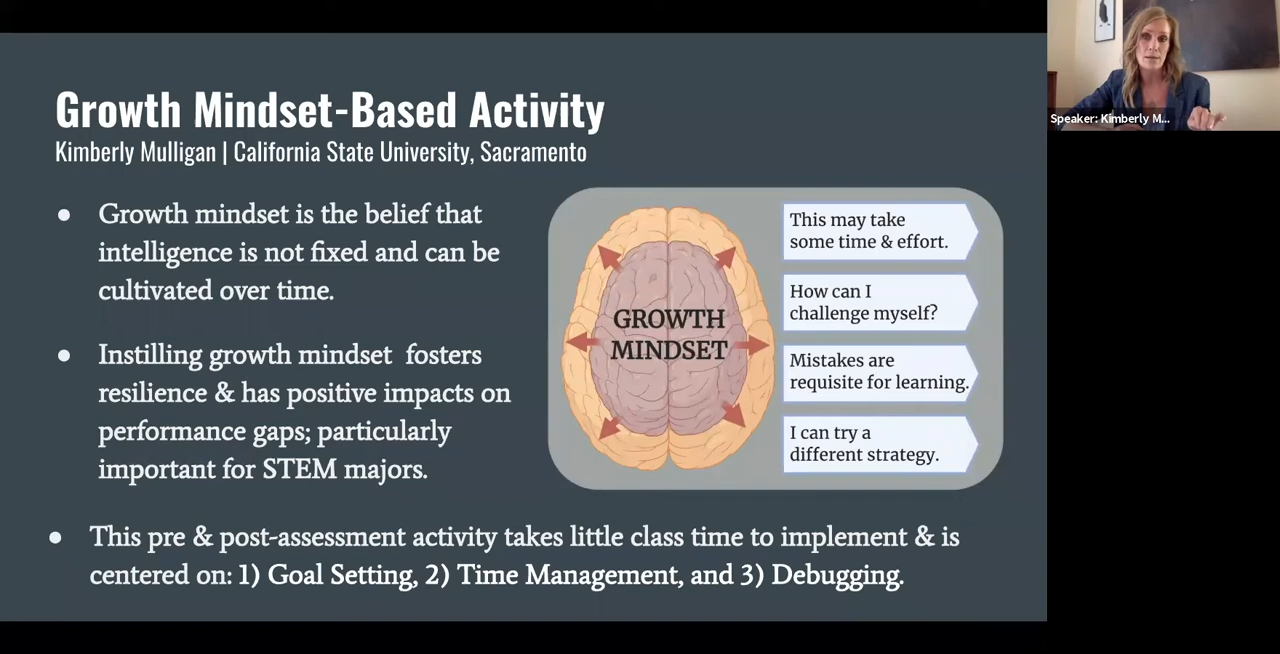 Growth Mindset-Based Activity
Kimberly Mulligan | California State University, Sacramento
● Growth mindset is the belief that
intelligence is not fixed and can be
cultivated over time.
● Instilling growth mindset fosters
resilience & has positive impacts on
performance gaps; particularly
important for STEM majors.
GROWTH
MINDSET
This may take
some time & effort.
How can I
challenge myself?
Mistakes are
requisite for learning.
I can try a
different strategy.
● This pre & post-assessment activity takes little class time to implement & is
centered on: 1) Goal Setting, 2) Time Management, and 3) Debugging.
Speaker: Kimberly M...